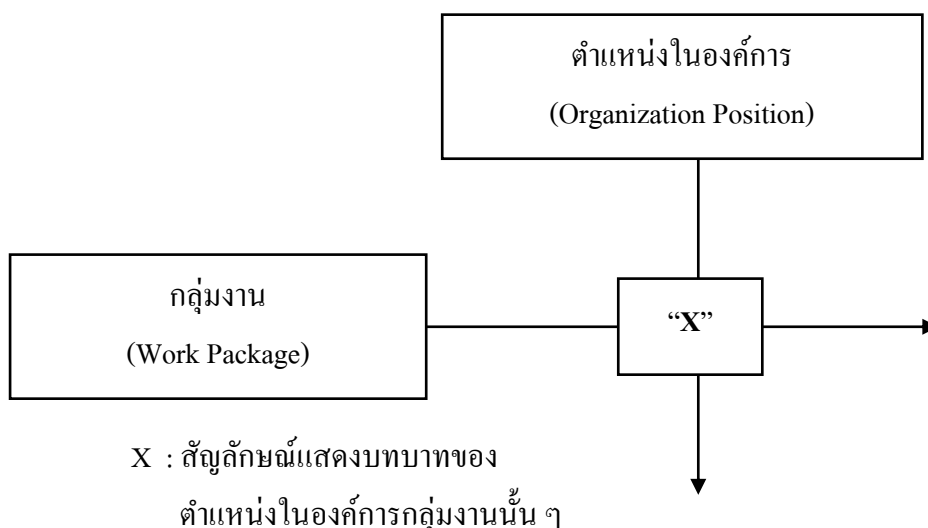 ตำแหน่งในองค์การ
(Organization Position)
กลุ่มงาน
(Work Package)
“X”
X : สัญลักษณ์แสดงบทบาทของ
ตำแหน่งในองค์การกลุ่มงานนั้น ๆ